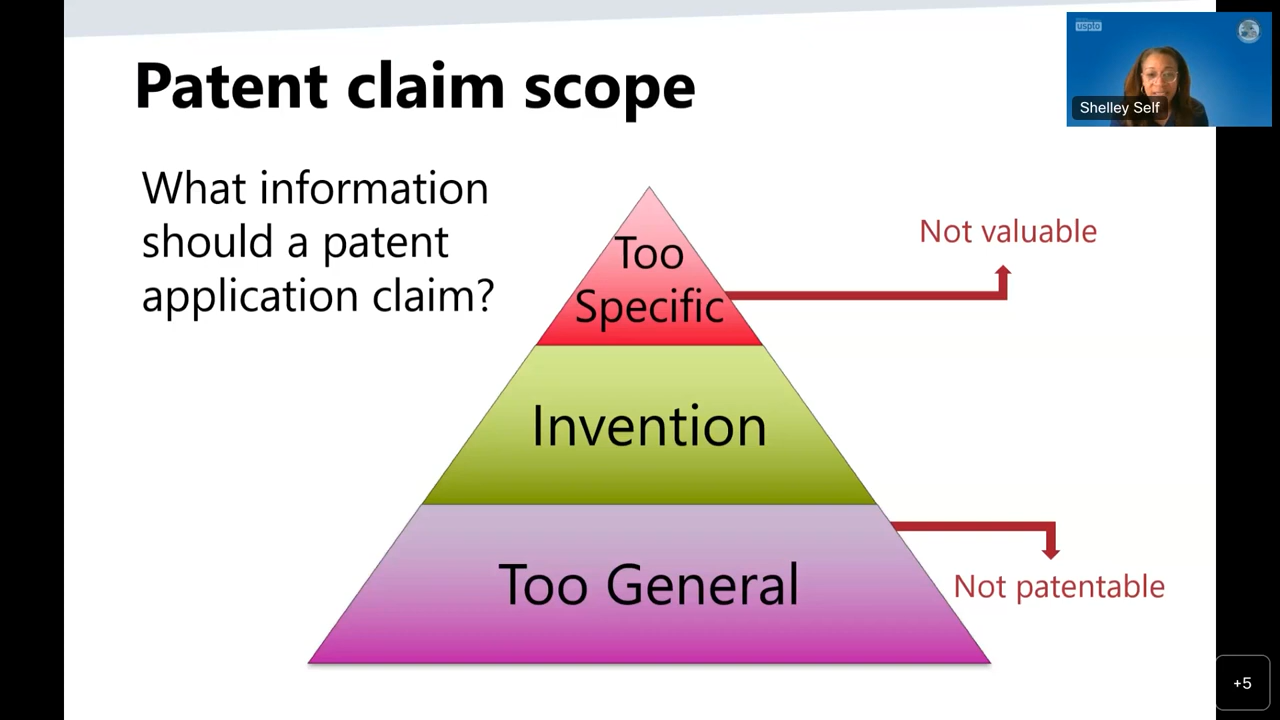 Patent claim scope
uspto
Shelley Self
What information
should a patent
application claim?
Too
Specific
Not valuable
Invention
Too General
Not patentable
+5